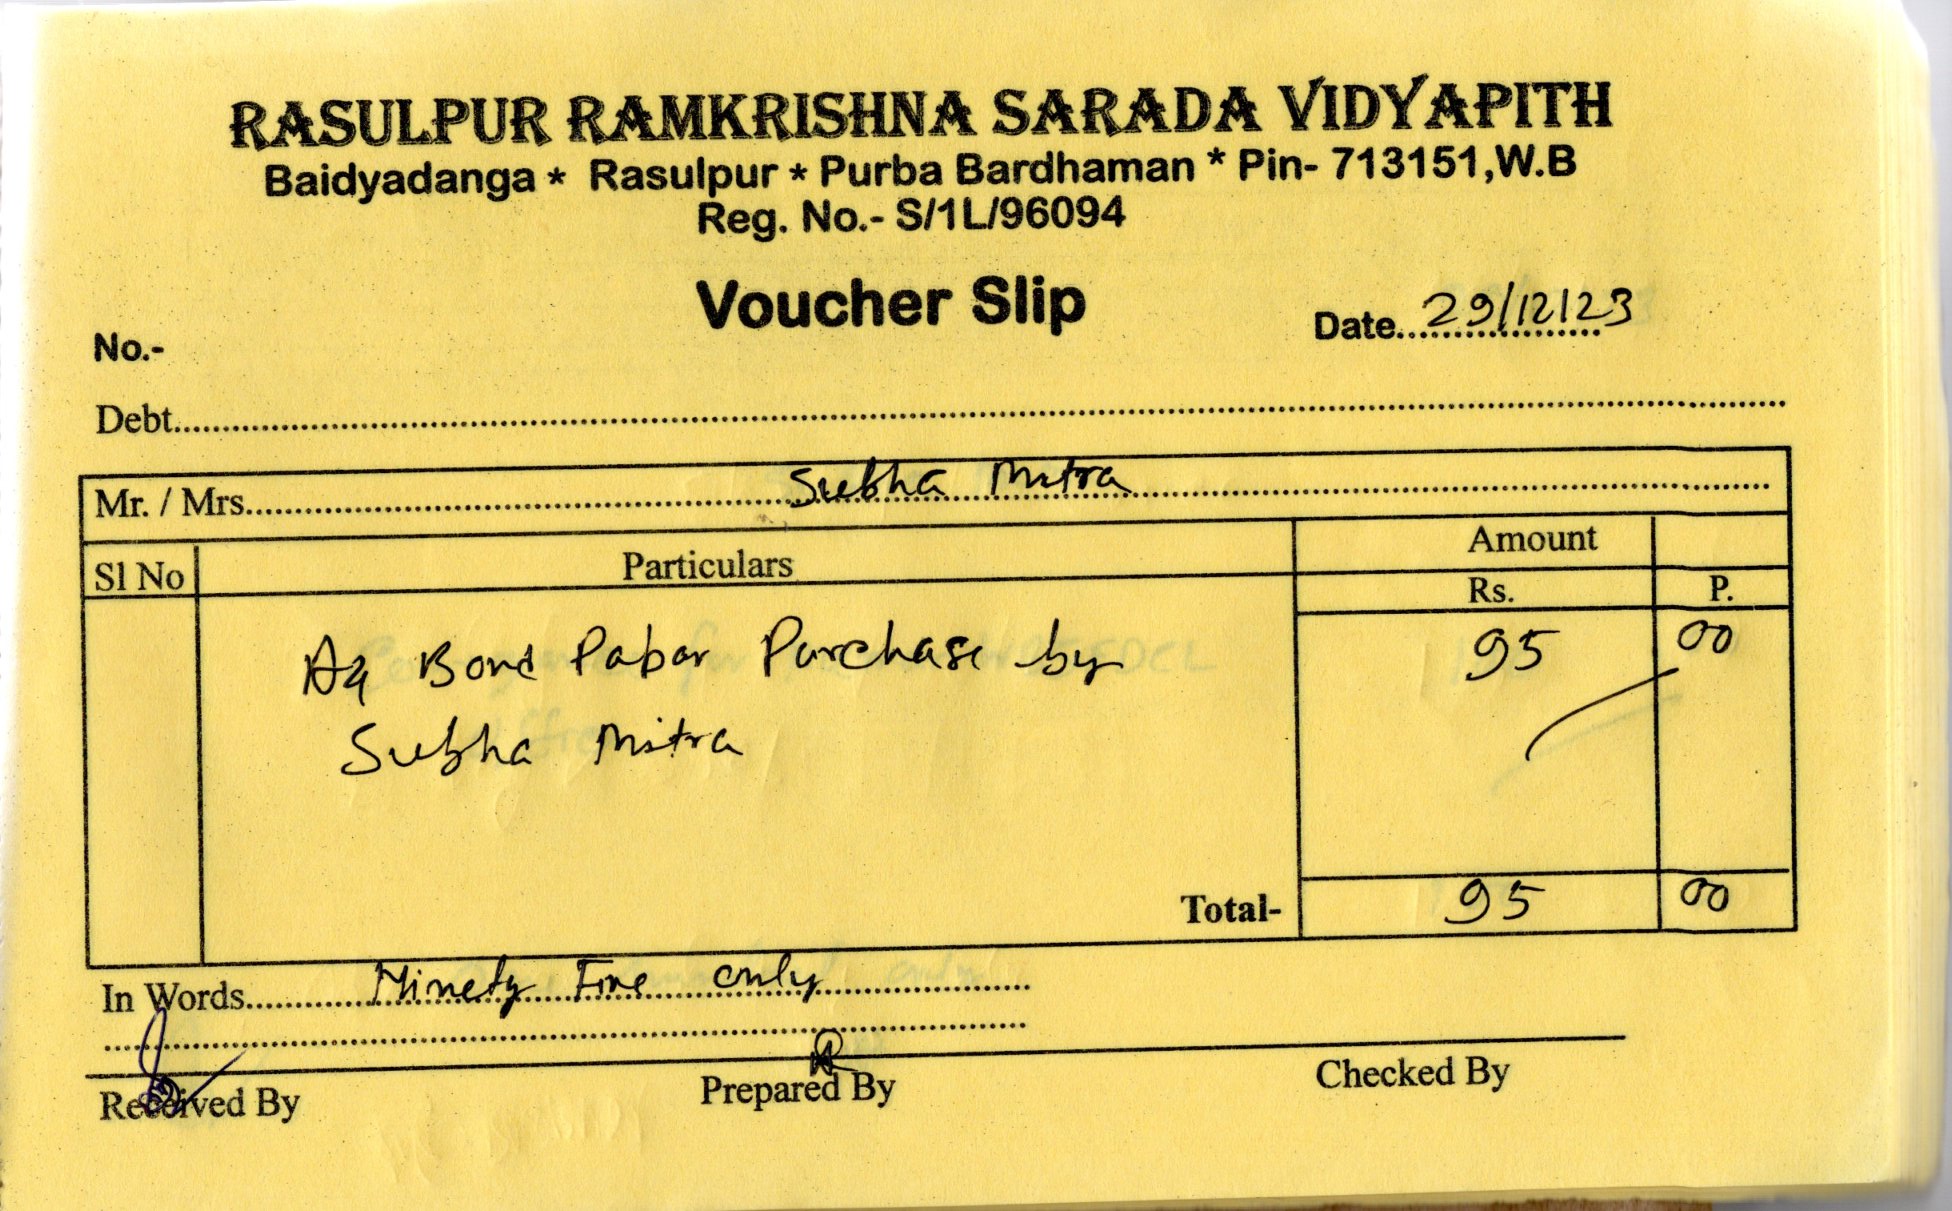 RASULPUR RAMKRISHNA SARADA VIDYAPITH
Baidyadanga * Rasulpur * Purba Bardhaman * Pin- 713151,W.B
Reg. No.- S/1L/96094
Voucher Slip
No.- Date..29/12/23
Debt
Mr. / Mrs. Subha Mitra
Sl No Particulars Amount
Rs. P.
A4 Bond Pabar Purchase by 95 00
Subha Mitra
Total- 95 00
In Words Ninety Five only
Received By Prepared By Checked By